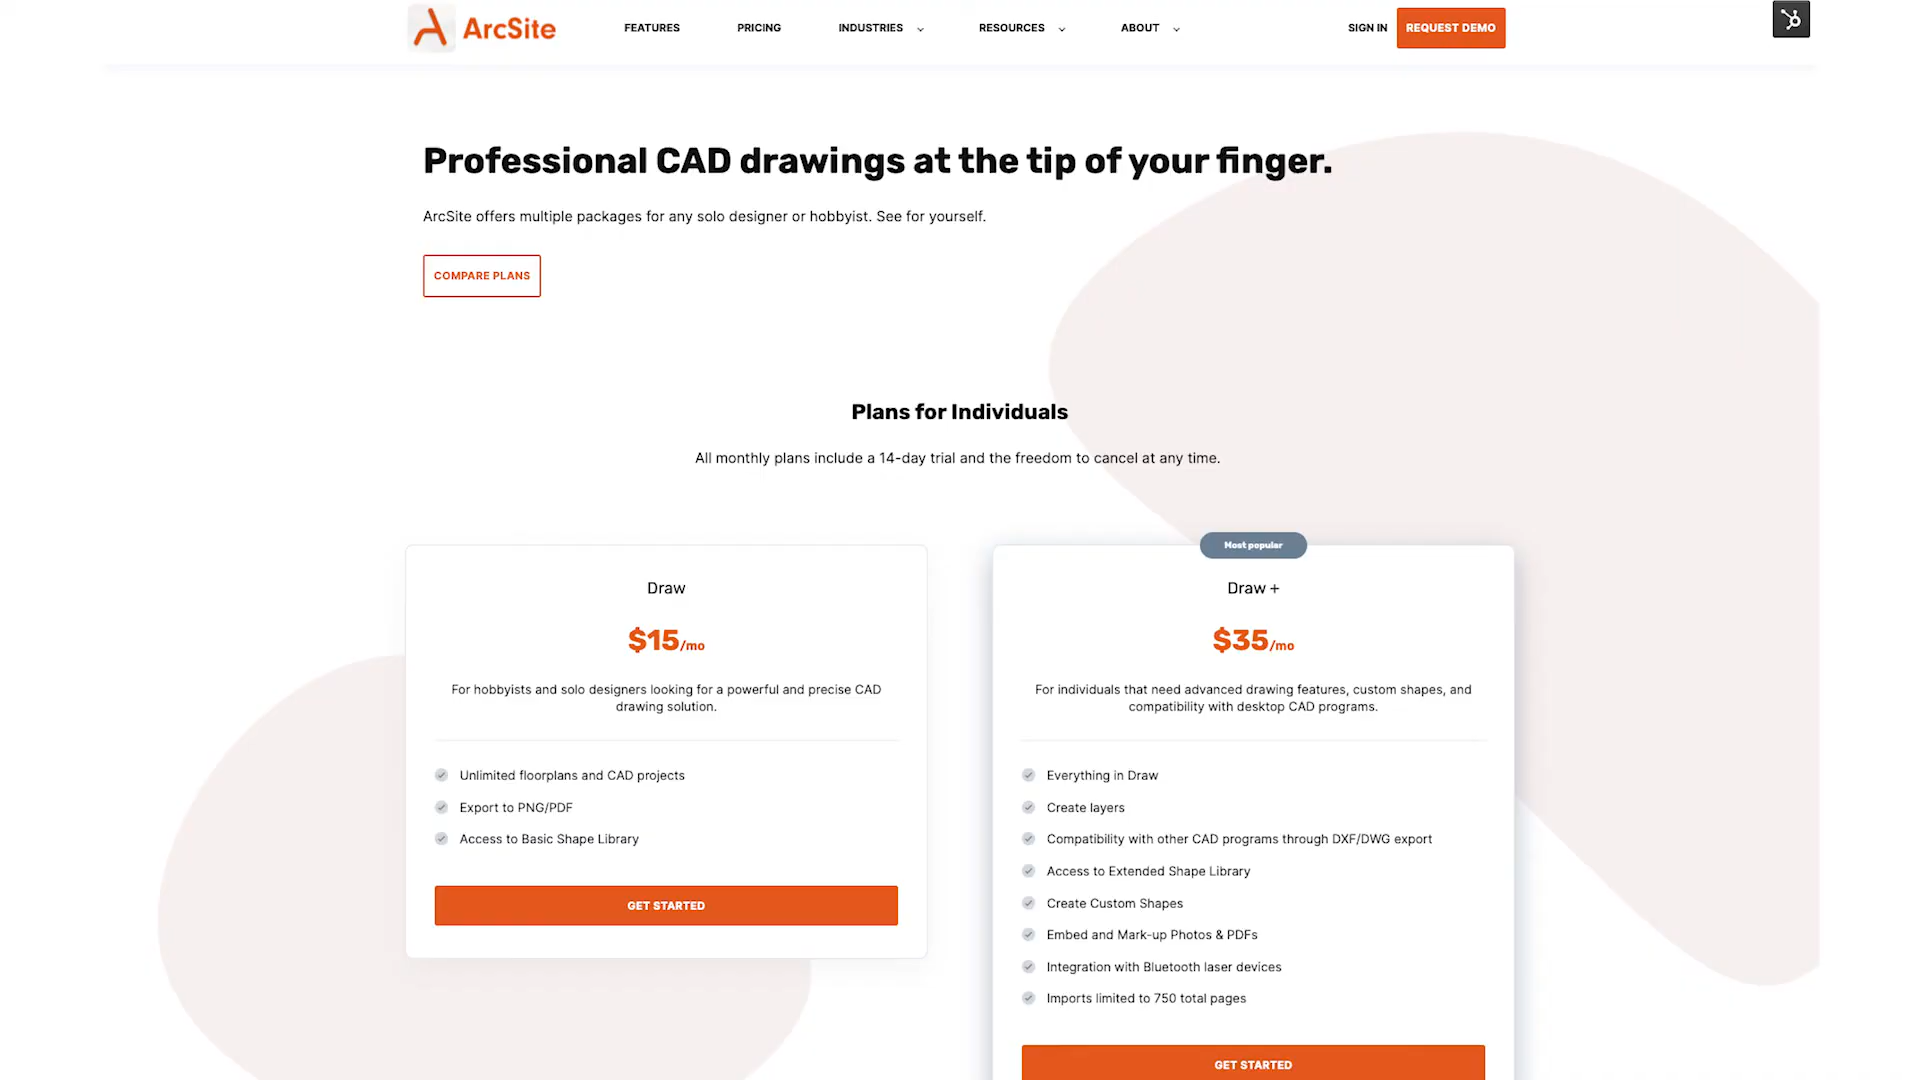 ArcSite
FEATURES
PRICING
INDUSTRIES
RESOURCES
ABOUT
SIGN IN
REQUEST DEMO
Professional CAD drawings at the tip of your finger.
ArcSite offers multiple packages for any solo designer or hobbyist. See for yourself.
COMPARE PLANS
Plans for Individuals
All monthly plans include a 14-day trial and the freedom to cancel at any time.
Draw
$15/mo
For hobbyists and solo designers looking for a powerful and precise CAD
drawing solution.
Unlimited floorplans and CAD projects
Export to PNG/PDF
Access to Basic Shape Library
GET STARTED
Most popular
Draw +
$35/mo
For individuals that need advanced drawing features, custom shapes, and
compatibility with desktop CAD programs.
Everything in Draw
Create layers
Compatibility with other CAD programs through DXF/DWG export
Access to Extended Shape Library
Create Custom Shapes
Embed and Mark-up Photos & PDFs
Integration with Bluetooth laser devices
Imports limited to 750 total pages
GET STARTED